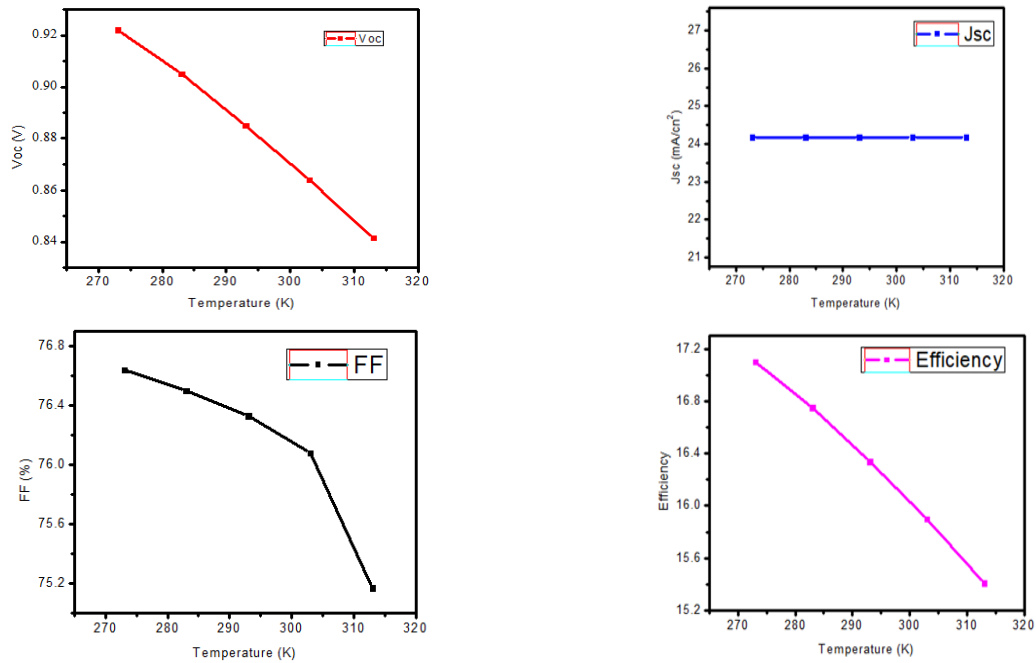 Voc
0.92
0.90
0.88
0.86
0.84
Voc (V)
270 280 290 300 310 320
Temperature (K)
Jsc
27
26
25
24
23
22
21
Jsc (mA/cn²)
270 280 290 300 310 320
Temperature (K)
FF
76.8
76.4
76.0
75.6
75.2
FF (%)
270 280 290 300 310 320
Temperature (K)
Efficiency
17.2
16.8
16.4
16.0
15.6
15.2
Efficiency
270 280 290 300 310 320
Temperature (K)